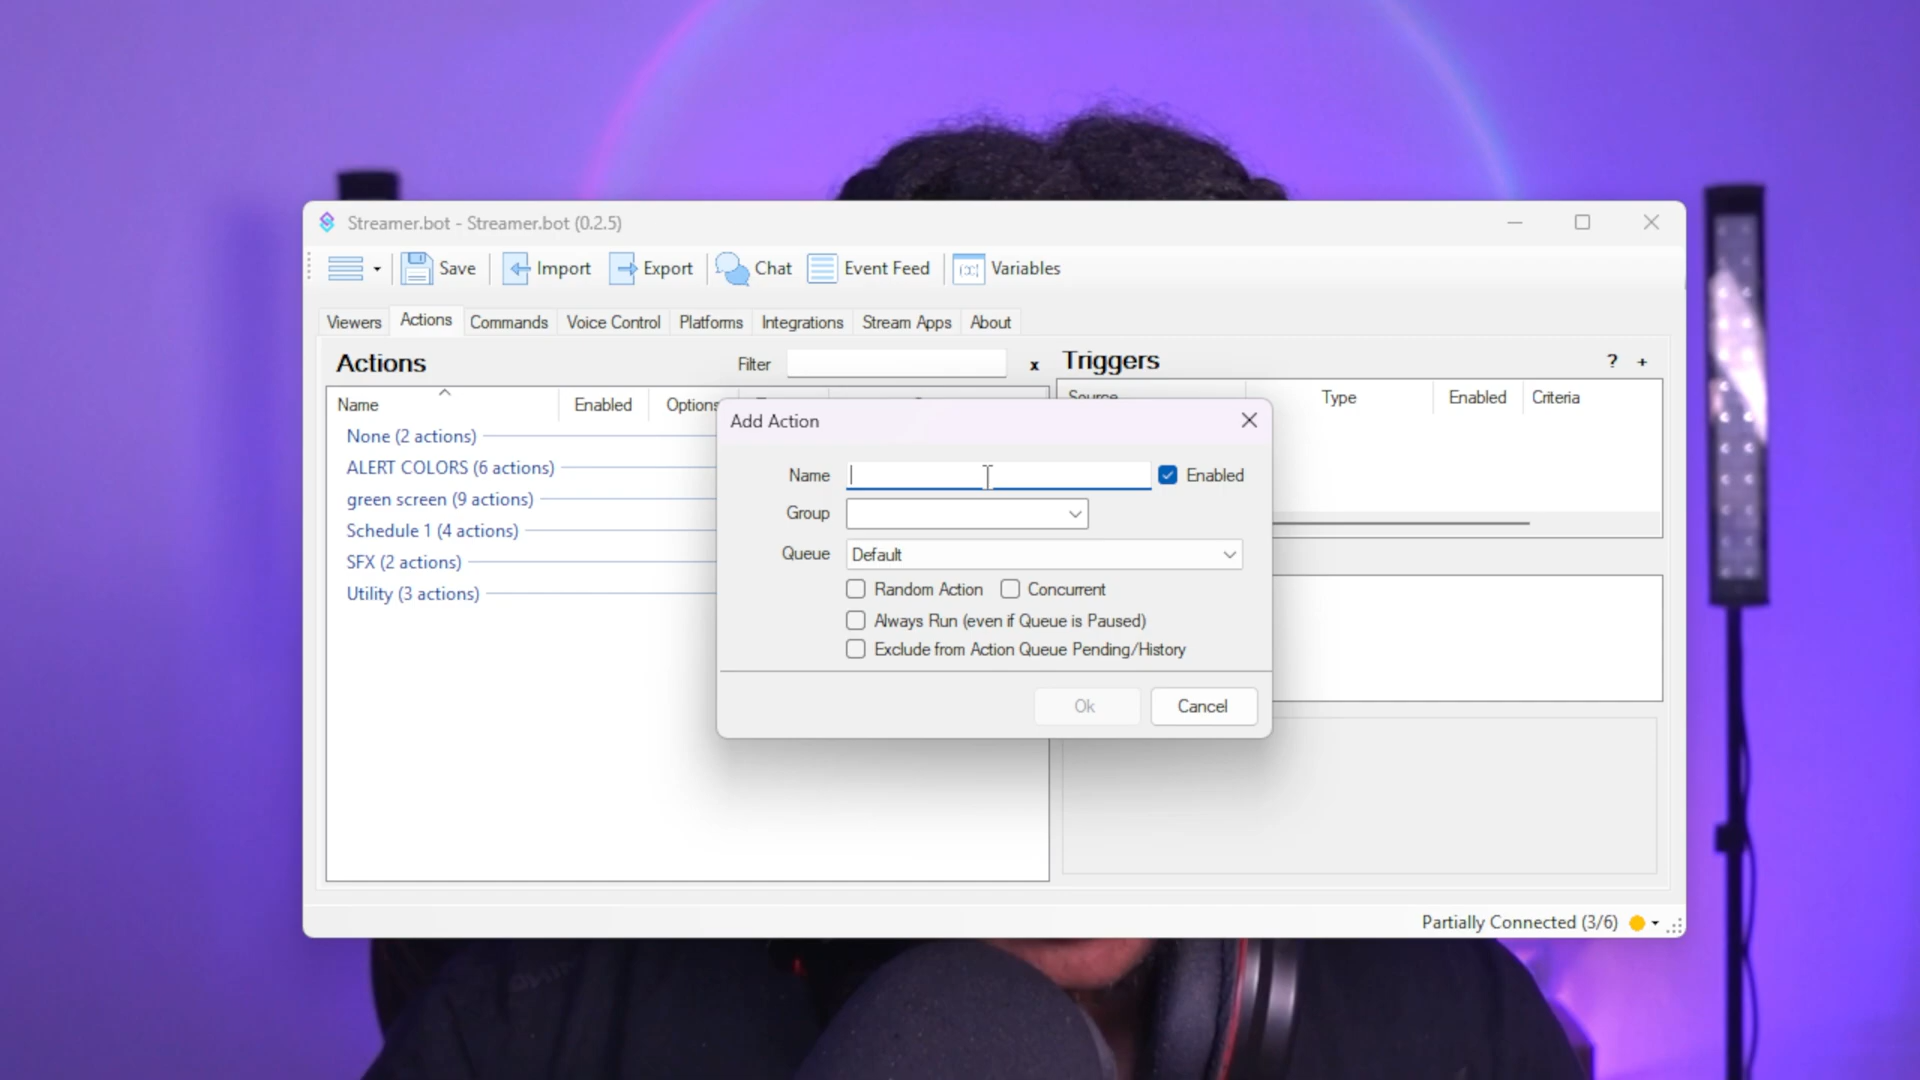 Streamer.bot - Streamer.bot (0.2.5)
Save
Import
Export
Chat
Event Feed
Variables
Viewers
Actions
Commands
Voice Control
Platforms
Integrations
Stream Apps
About
Actions
Filter
x
Triggers
? +
Name
Enabled
Options
Source
Type
Enabled
Criteria
None (2 actions)
ALERT COLORS (6 actions)
green screen (9 actions)
Schedule 1 (4 actions)
SFX (2 actions)
Utility (3 actions)
Add Action
Name
Enabled
Group
Queue
Default
Random Action
Concurrent
Always Run (even if Queue is Paused)
Exclude from Action Queue Pending/History
Ok
Cancel
Partially Connected (3/6)